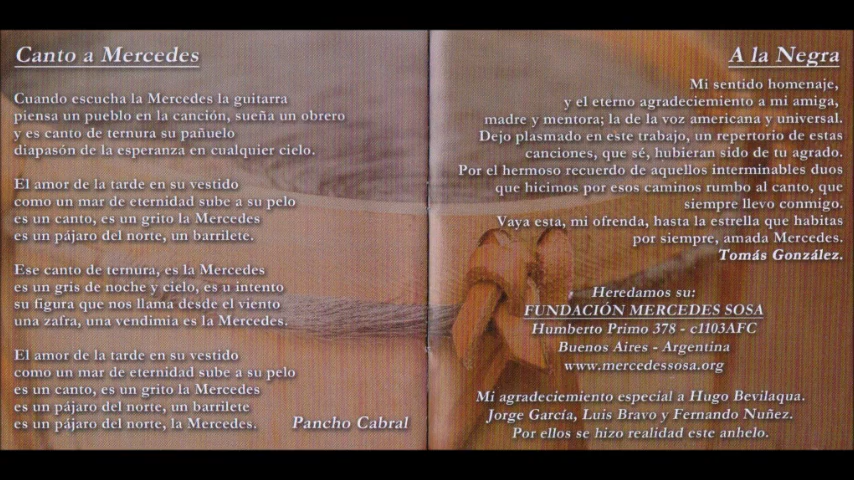 Canto a Mercedes
Cuando escucha la Mercedes la guitarra
piensa un pueblo en la canción, sueña un obrero
y es canto de ternura su pañuelo
diapasón de la esperanza en cualquier cielo.
El amor de la tarde en su vestido
como un mar de eternidad sube a su pelo
es un canto, es un grito la Mercedes
es un pájaro del norte, un barrilete.
Ese canto de ternura, es la Mercedes
es un gris de noche y cielo, es u intento
su figura que nos llama desde el viento
una zafra, una vendimia es la Mercedes.
El amor de la tarde en su vestido
como un mar de eternidad sube a su pelo
es un canto, es un grito la Mercedes
es un pájaro del norte, un barrilete
es un pájaro del norte, la Mercedes.
Pancho Cabral
A la Negra
Mi sentido homenaje,
y el eterno agradeciemiento a mi amiga,
madre y mentora; la de la voz americana y universal.
Dejo plasmado en este trabajo, un repertorio de estas
canciones, que sé, hubieran sido de tu agrado.
Por el hermoso recuerdo de aquellos interminables duos
que hicimos por esos caminos rumbo al canto, que
siempre llevo conmigo.
Vaya esta, mi ofrenda, hasta la estrella que habitas
por siempre, amada Mercedes.
Tomás González.
Heredamos su:
FUNDACIÓN MERCEDES SOSA
Humberto Primo 378 - c1103AFC
Buenos Aires - Argentina
www.mercedessosa.org
Mi agradeciemiento especial a Hugo Bevilaqua.
Jorge García, Luis Bravo y Fernando Nuñez.
Por ellos se hizo realidad este anhelo.